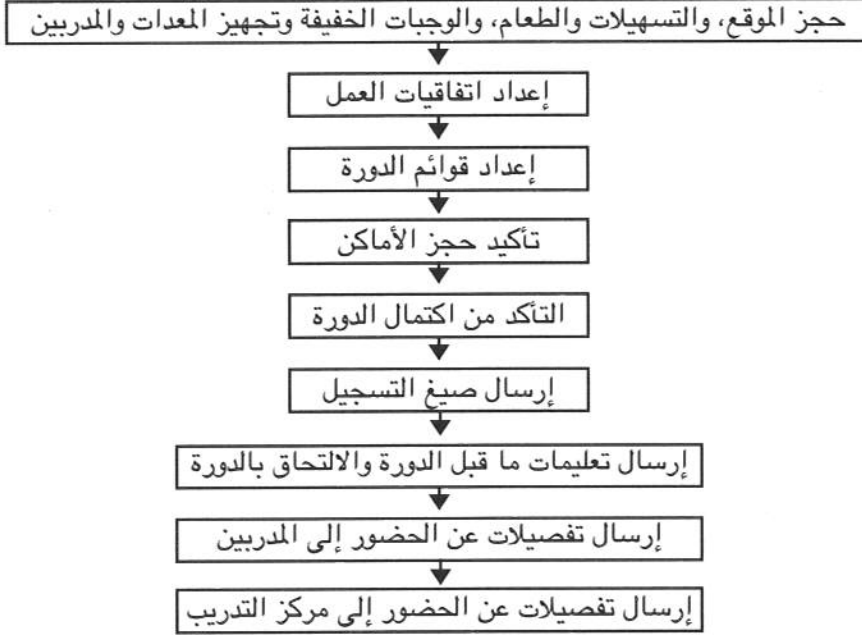 حجز الموقع، والتسهيلات والطعام، والوجبات الخفيفة وتجهيز المعدات والمدربين
إعداد اتفاقيات العمل
إعداد قوائم الدورة
تأكيد حجز الأماكن
التأكد من اكتمال الدورة
إرسال صيغ التسجيل
إرسال تعليمات ما قبل الدورة والالتحاق بالدورة
إرسال تفصيلات عن الحضور إلى المدربين
إرسال تفصيلات عن الحضور إلى مركز التدريب